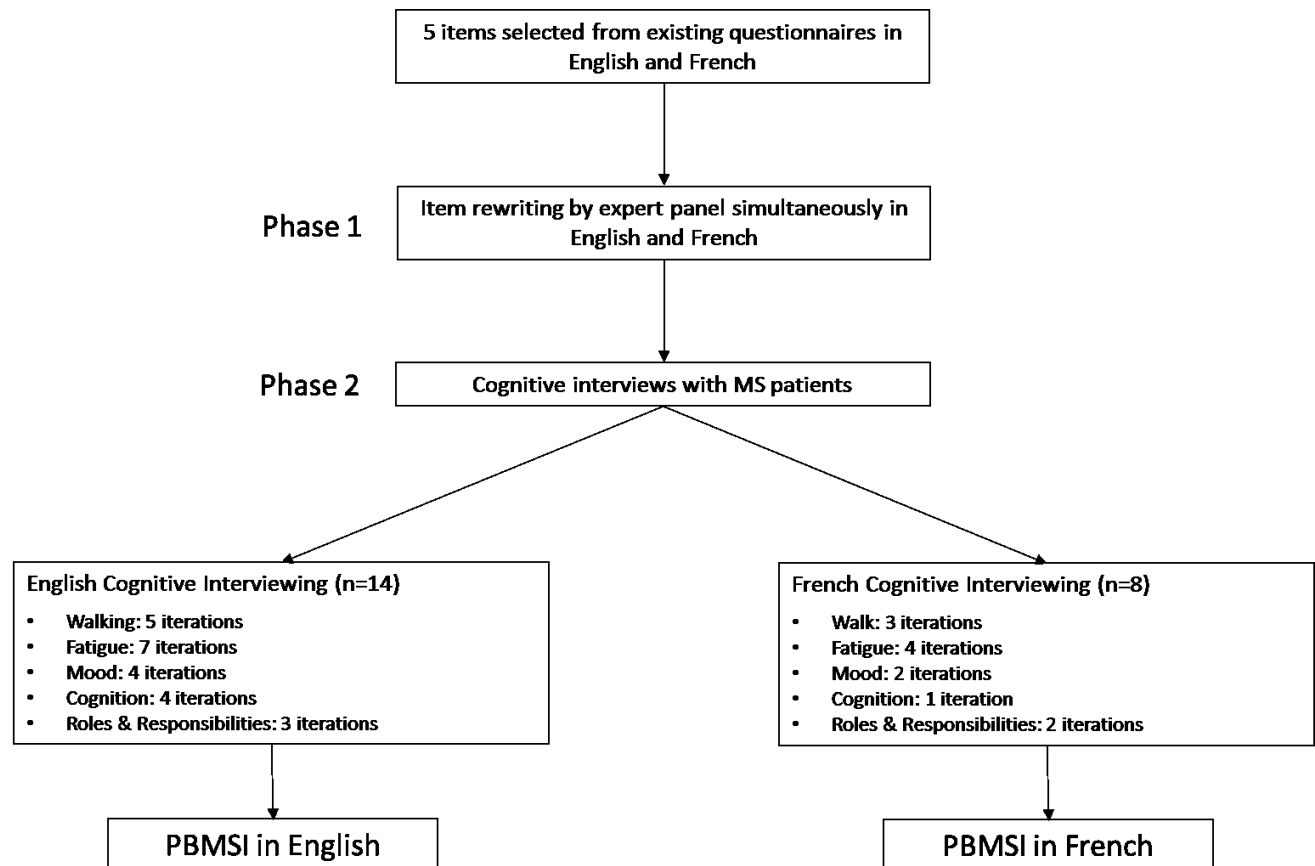 5 items selected from existing questionnaires in
English and French
Phase 1
Item rewriting by expert panel simultaneously in
English and French
Phase 2
Cognitive interviews with MS patients
English Cognitive Interviewing (n=14)
• Walking: 5 iterations
• Fatigue: 7 iterations
• Mood: 4 iterations
• Cognition: 4 iterations
• Roles & Responsibilities: 3 iterations
French Cognitive Interviewing (n=8)
• Walk: 3 iterations
• Fatigue: 4 iterations
• Mood: 2 iterations
• Cognition: 1 iteration
• Roles & Responsibilities: 2 iterations
PBMSI in English
PBMSI in French